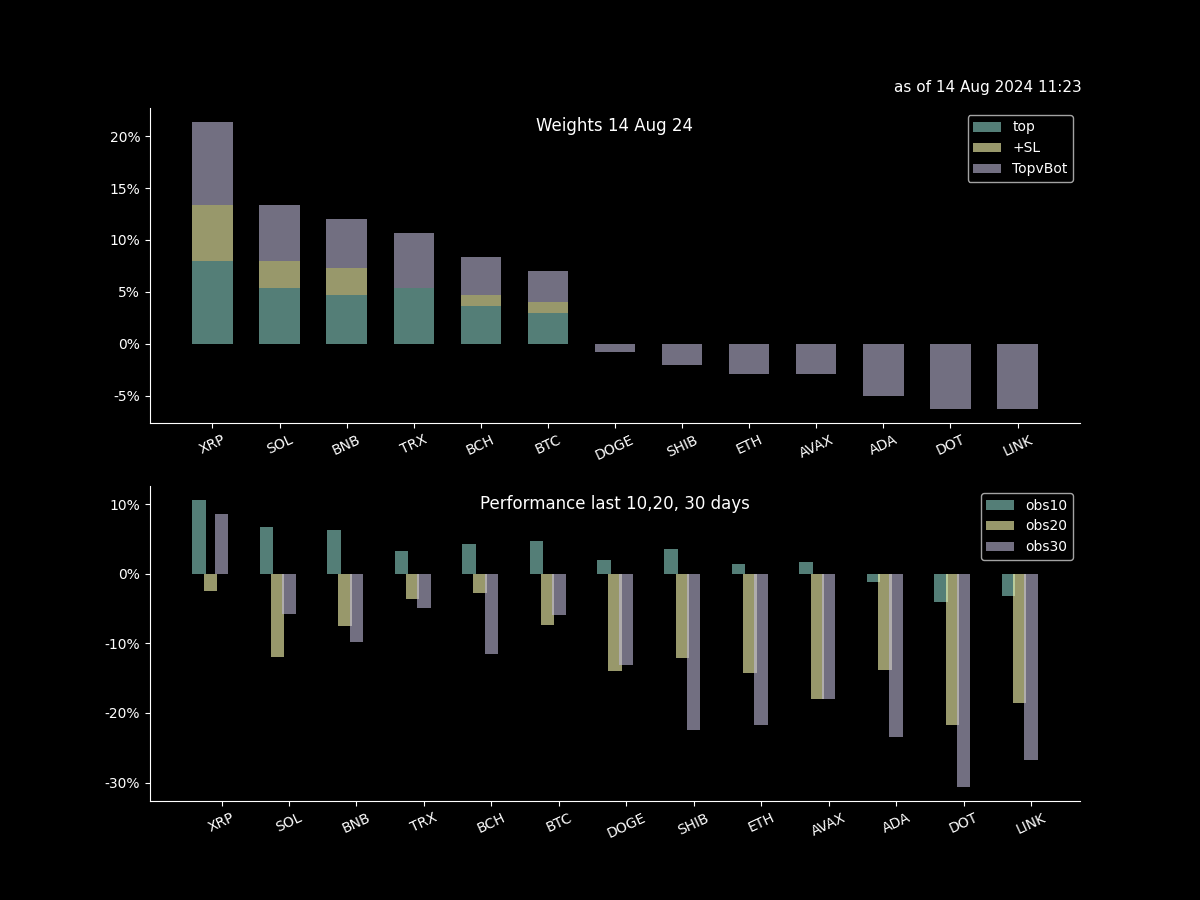 as of 14 Aug 2024 11:23
Weights 14 Aug 24
top
+SL
TopvBot
20%
15%
10%
5%
0%
-5%
XRP SOL BNB TRX BCH BTC DOGE SHIB ETH AVAX ADA DOT LINK
Performance last 10,20, 30 days
obs10
obs20
obs30
10%
0%
-10%
-20%
-30%
XRP SOL BNB TRX BCH BTC DOGE SHIB ETH AVAX ADA DOT LINK